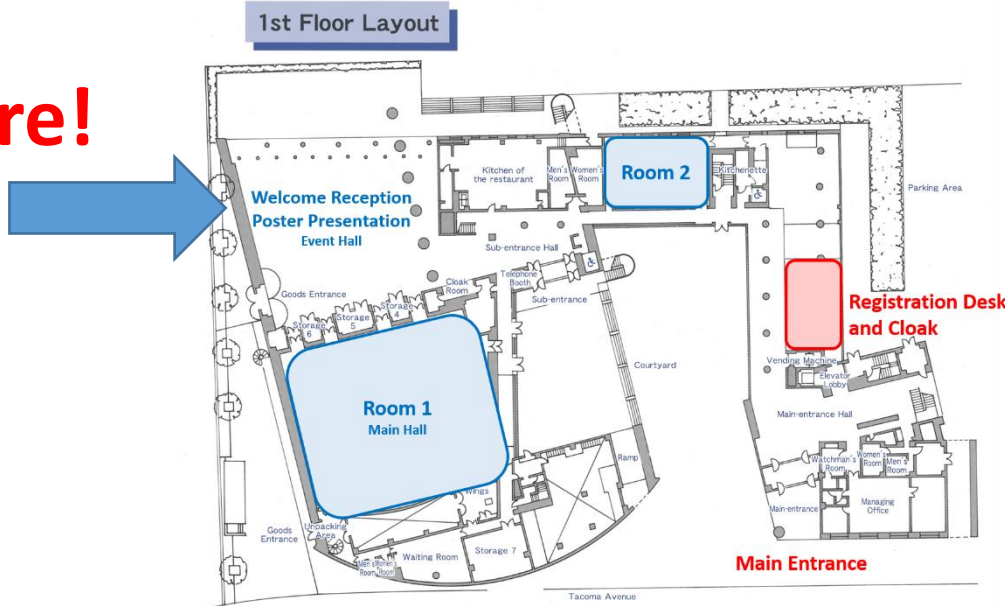 1st Floor Layout
re!
Kitchen of
the restaurant
Men's
Room
Women's
Room
Room 2
Kitchenette
Parking Area
Welcome Reception
Poster Presentation
Event Hall
Sub-entrance Hall
Cloak
Room
Telephone
Booth
Sub-entrance
Goods Entrance
Storage
4
Storage
5
Storage
6
Registration Desk
and Cloak
Vending Machine
Elevator
Lobby
Courtyard
Room 1
Main Hall
Main-entrance Hall
Ramp
Watchman's
Room
Women's
Room
Men's
Room
Wings
Managing
Office
Main-entrance
Goods
Entrance
Unpacking
Area
Waiting Room
Storage 7
Men's
Room
Women's
Room
Main Entrance
Tacoma Avenue